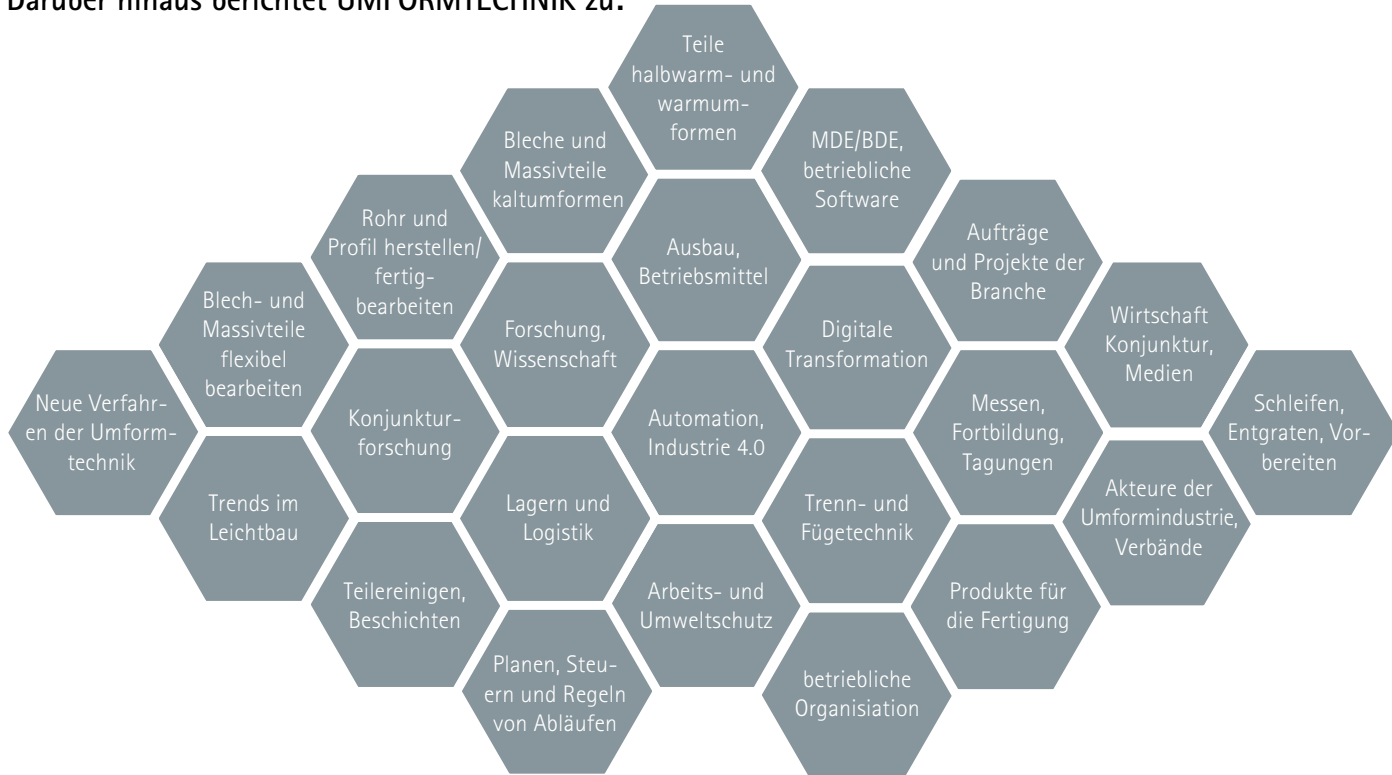 Darüber hinaus berichtet UMFORMTECHNIK zu:
Teile
halbwarm- und
warmum-
formen
Bleche und
Massivteile
kaltumformen
MDE/BDE,
betriebliche
Software
Rohr und
Profil herstellen/
fertig-
bearbeiten
Ausbau,
Betriebsmittel
Aufträge
und Projekte der
Branche
Blech- und
Massivteile
flexibel
bearbeiten
Forschung,
Wissenschaft
Digitale
Transformation
Wirtschaft
Konjunktur,
Medien
Neue Verfahr-
en der Umform-
technik
Konjunktur-
forschung
Automation,
Industrie 4.0
Messen,
Fortbildung,
Tagungen
Schleifen,
Entgraten, Vor-
bereiten
Trends im
Leichtbau
Lagern und
Logistik
Trenn- und
Fügetechnik
Akteure der
Umformindustrie,
Verbände
Teilereinigen,
Beschichten
Arbeits- und
Umweltschutz
Produkte für
die Fertigung
Planen, Steu-
ern und Regeln
von Abläufen
betriebliche
Organisiation